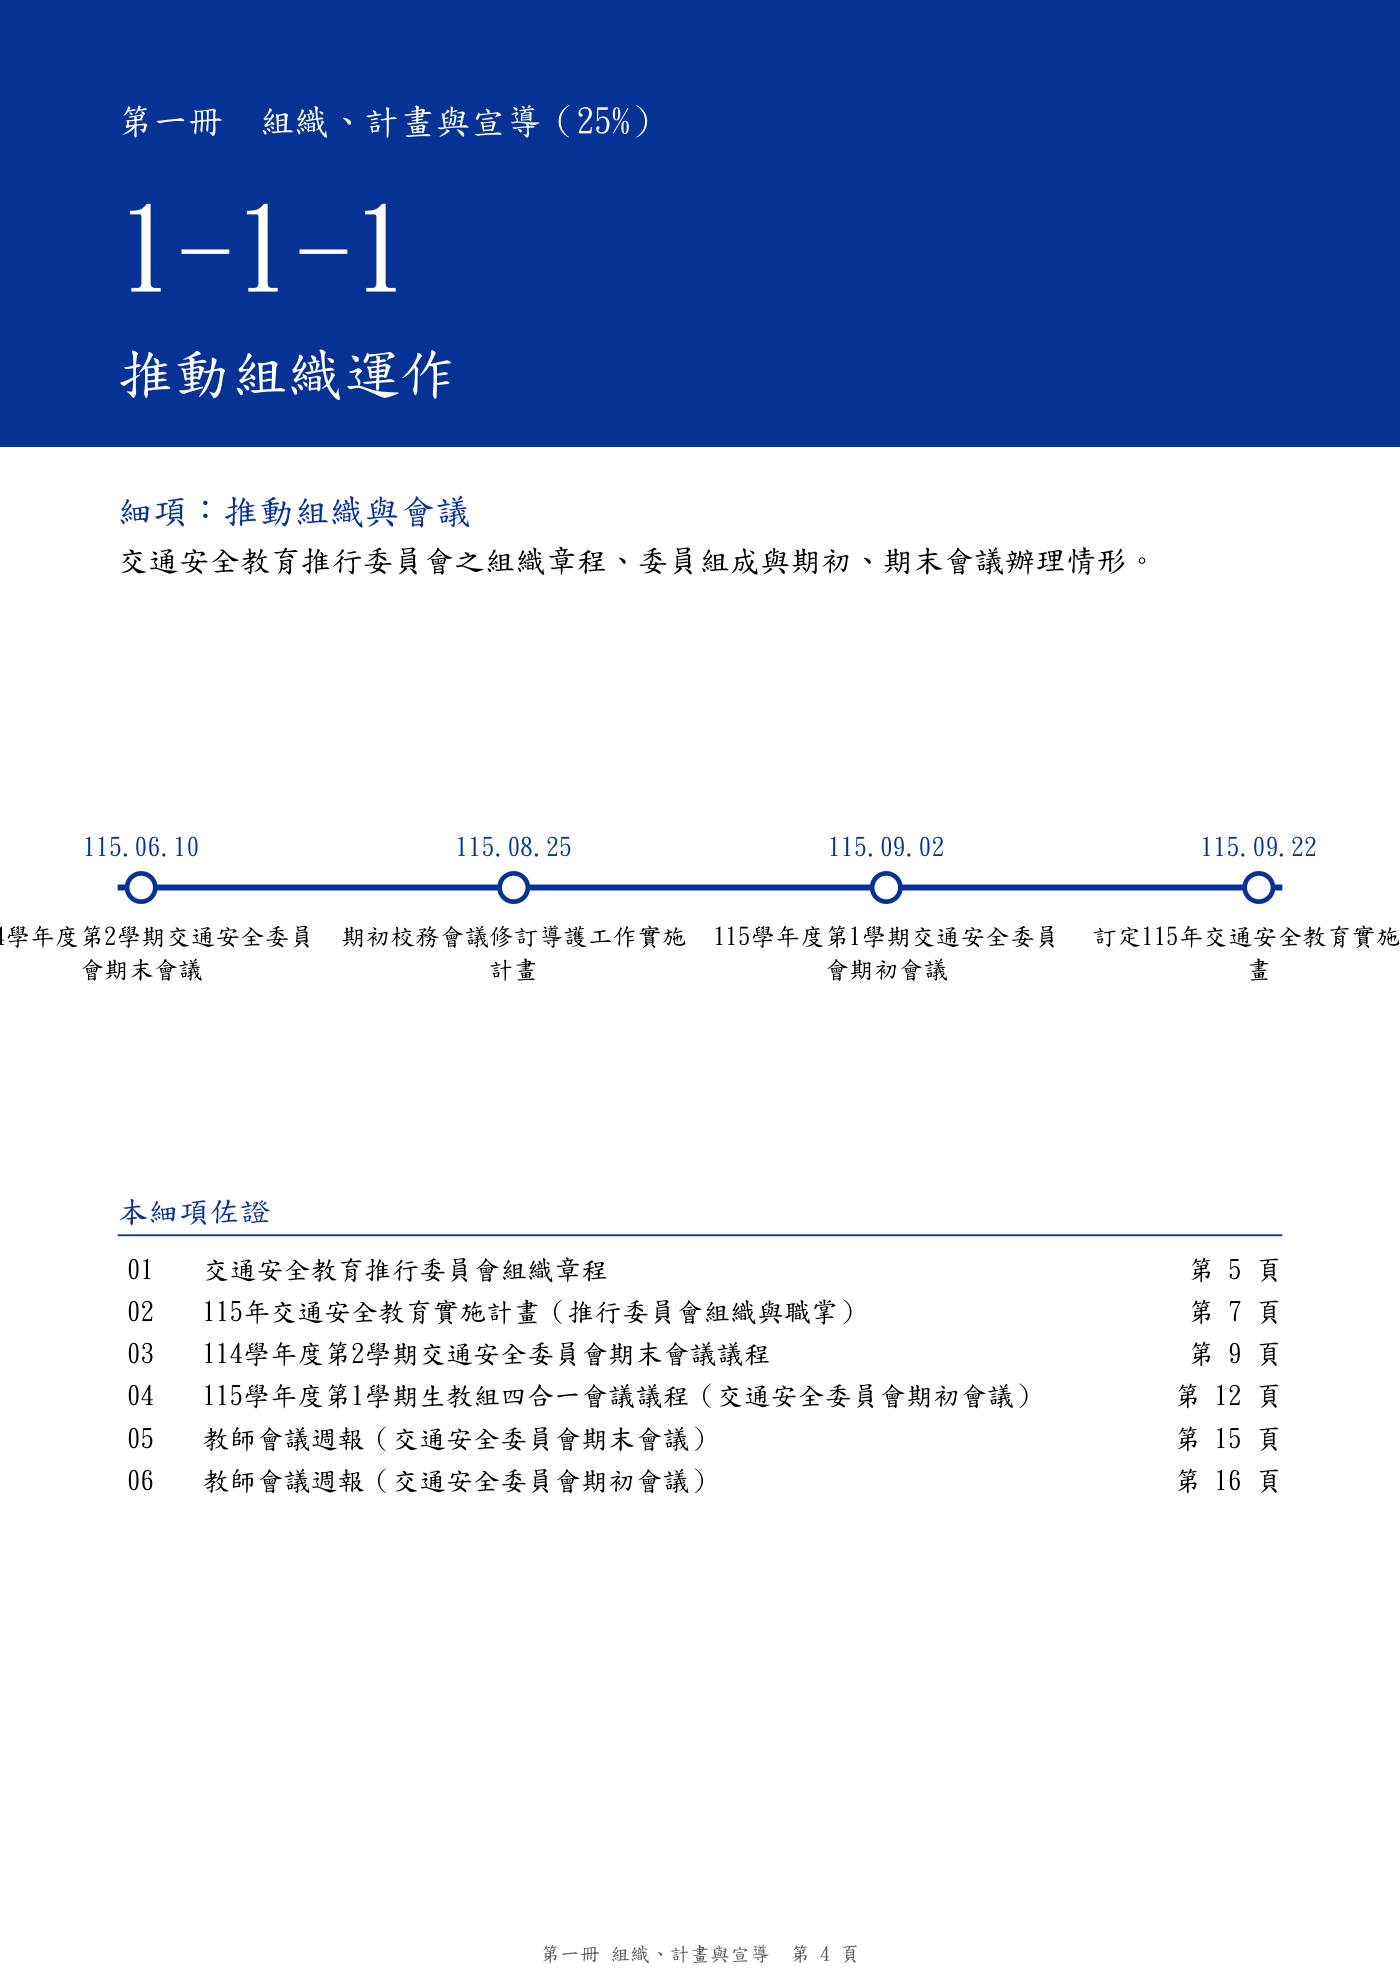 第一冊　組織、計畫與宣導（25%）
1-1-1
推動組織運作
細項：推動組織與會議
交通安全教育推行委員會之組織章程、委員組成與期初、期末會議辦理情形。
115.06.10 115.08.25 115.09.02 115.09.22
學年度第2學期交通安全委員 期初校務會議修訂導護工作實施 115學年度第1學期交通安全委員 訂定115年交通安全教育實施
會期末會議 計畫 會期初會議 畫
本細項佐證
01 交通安全教育推行委員會組織章程 第 5 頁
02 115年交通安全教育實施計畫（推行委員會組織與職掌） 第 7 頁
03 114學年度第2學期交通安全委員會期末會議議程 第 9 頁
04 115學年度第1學期生教組四合一會議議程（交通安全委員會期初會議） 第 12 頁
05 教師會議週報（交通安全委員會期末會議） 第 15 頁
06 教師會議週報（交通安全委員會期初會議） 第 16 頁
第一冊 組織、計畫與宣導　第 4 頁